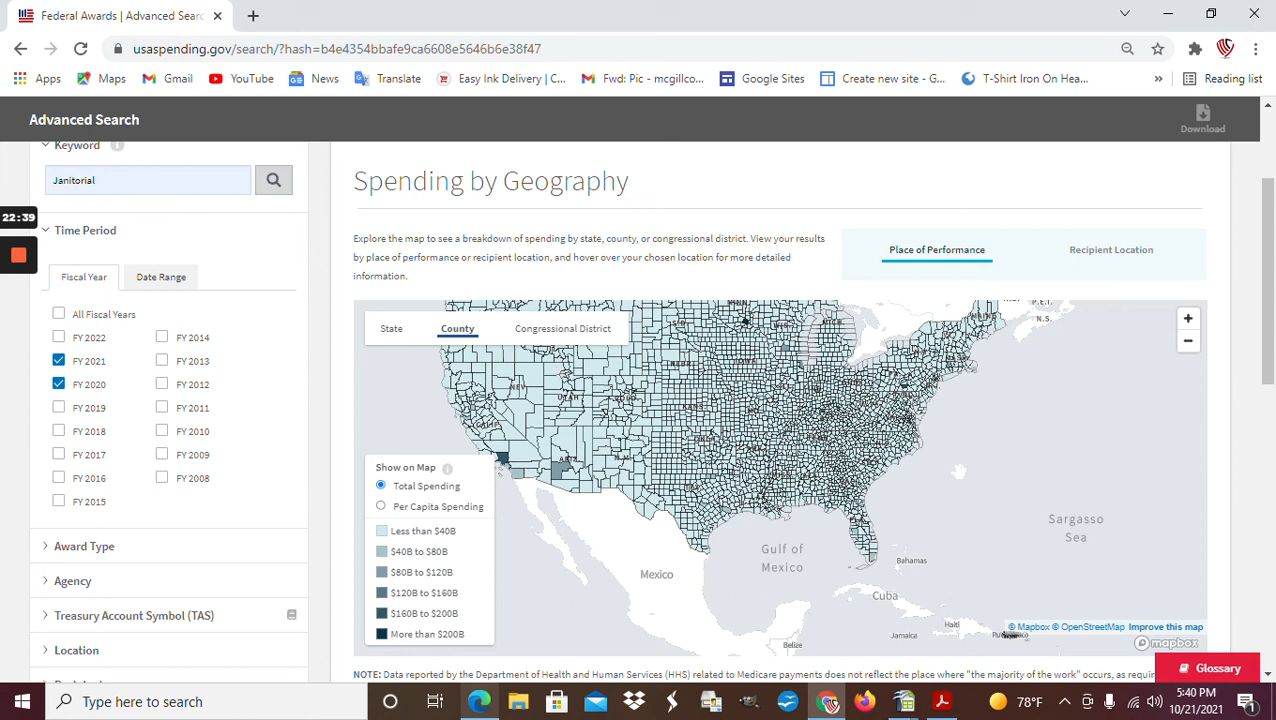 Federal Awards | Advanced Sear
usaspending.gov/search/?hash=b4e4354bbafe9ca6608e5646b6e38f47
Apps Maps Gmail YouTube News Translate Easy Ink Delivery | C... Fwd: Pic - mcgillco... Google Sites Create new site - G... T-Shirt Iron On Hea... » Reading list
Advanced Search
Download
Keyword
Janitorial
22:39
Time Period
Fiscal Year Date Range
All Fiscal Years
FY 2022 FY 2014
FY 2021 FY 2013
FY 2020 FY 2012
FY 2019 FY 2011
FY 2018 FY 2010
FY 2017 FY 2009
FY 2016 FY 2008
FY 2015
Award Type
Agency
Treasury Account Symbol (TAS)
Location
Spending by Geography
Explore the map to see a breakdown of spending by state, county, or congressional district. View your results
by place of performance or recipient location, and hover over your chosen location for more detailed
information.
Place of Performance Recipient Location
State County Congressional District
P.E.I.
N.S.
MAINE
NEV.
UTAH
CALIF.
ARIZ.
N.M.
Show on Map
Total Spending
Per Capita Spending
Less than $40B
$40B to $80B
$80B to $120B
$120B to $160B
$160B to $200B
More than $200B
Sargasso
Sea
Gulf of
Mexico
Mexico
Bahamas
Cuba
Haiti
Jamaica
Belize
© Mapbox © OpenStreetMap Improve this map
mapbox
NOTE: Data reported by the Department of Health and Human Services (HHS) related to Medicare payments does not reflect the place where "the majority of the work" occurs, as requir
Glossary
Type here to search
78°F
5:40 PM
10/21/2021
1